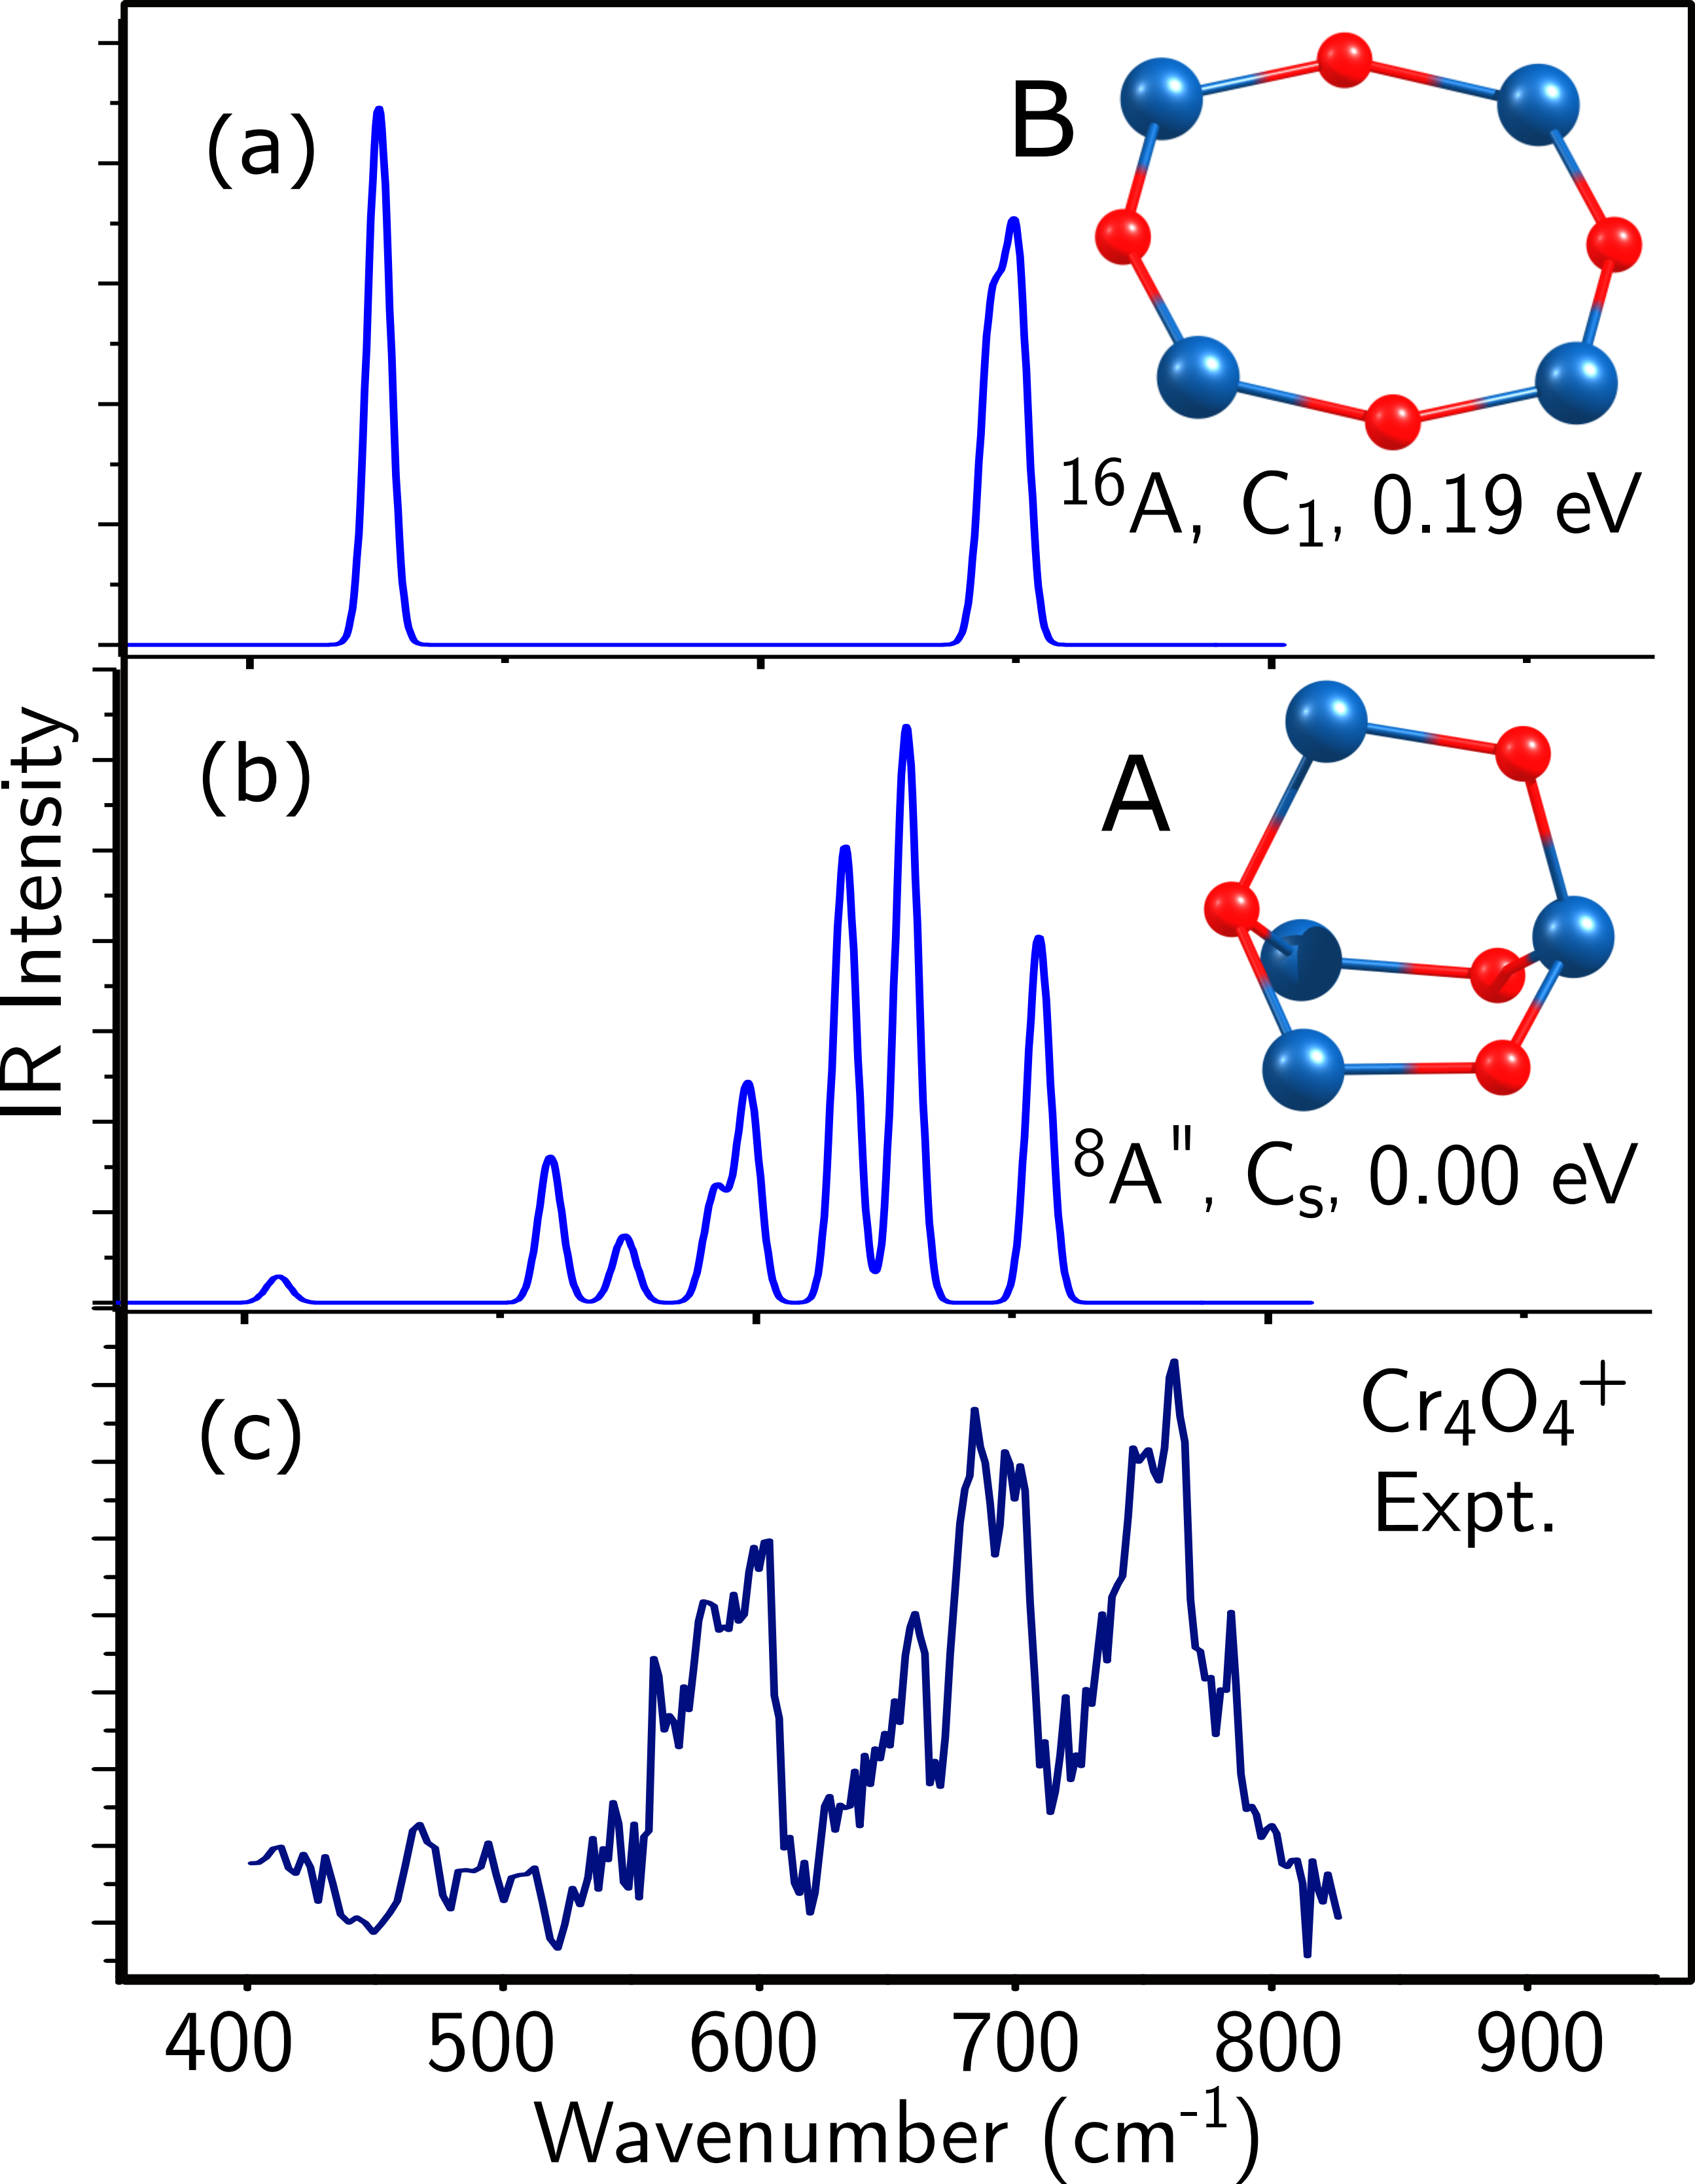 (a)
B
¹⁶A, C₁, 0.19 eV
IR Intensity
(b)
A
⁸A", Cₛ, 0.00 eV
(c)
Cr₄O₄⁺
Expt.
400 500 600 700 800 900
Wavenumber (cm⁻¹)